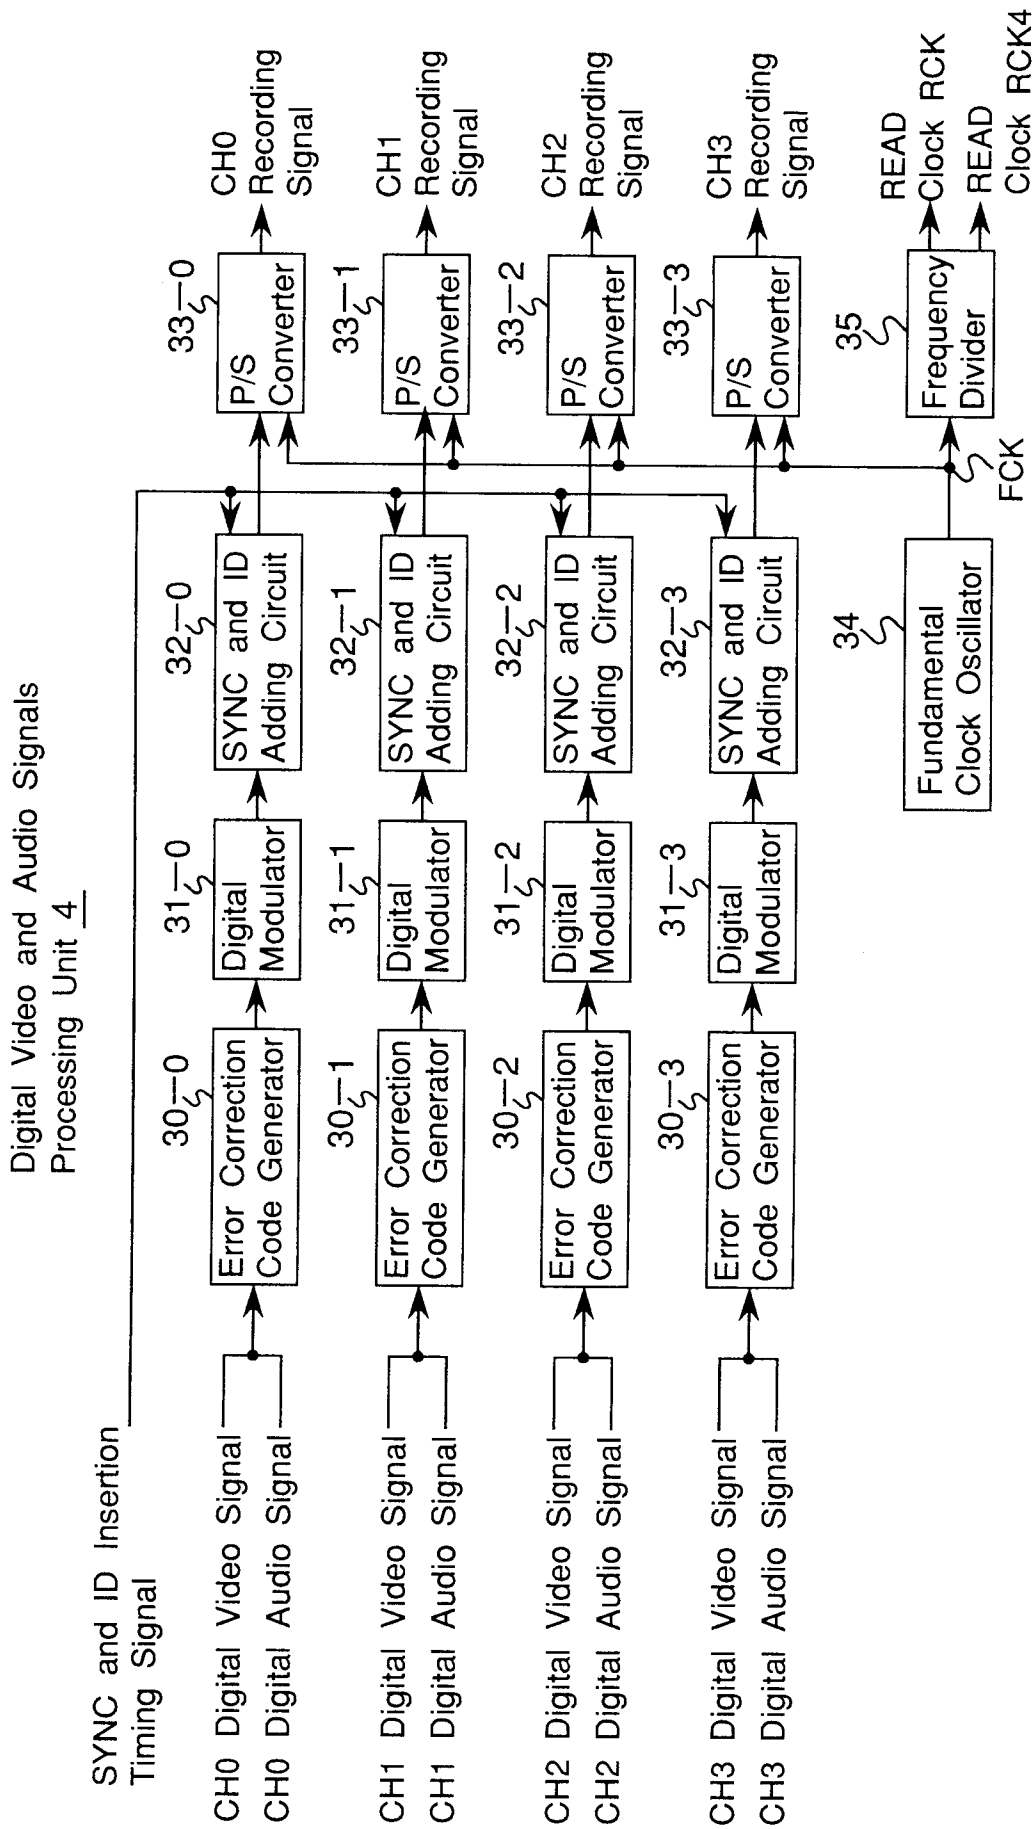 Digital Video and Audio Signals
Processing Unit 4
SYNC and ID Insertion
Timing Signal
CH0 Digital Video Signal
CH0 Digital Audio Signal
30—0
Error Correction
Code Generator
31—0
Digital
Modulator
32—0
SYNC and ID
Adding Circuit
33—0
P/S
Converter
CH0
Recording
Signal
CH1 Digital Video Signal
CH1 Digital Audio Signal
30—1
Error Correction
Code Generator
31—1
Digital
Modulator
32—1
SYNC and ID
Adding Circuit
33—1
P/S
Converter
CH1
Recording
Signal
CH2 Digital Video Signal
CH2 Digital Audio Signal
30—2
Error Correction
Code Generator
31—2
Digital
Modulator
32—2
SYNC and ID
Adding Circuit
33—2
P/S
Converter
CH2
Recording
Signal
CH3 Digital Video Signal
CH3 Digital Audio Signal
30—3
Error Correction
Code Generator
31—3
Digital
Modulator
32—3
SYNC and ID
Adding Circuit
33—3
P/S
Converter
CH3
Recording
Signal
34
Fundamental
Clock Oscillator
FCK
35
Frequency
Divider
READ
Clock RCK
READ
Clock RCK4